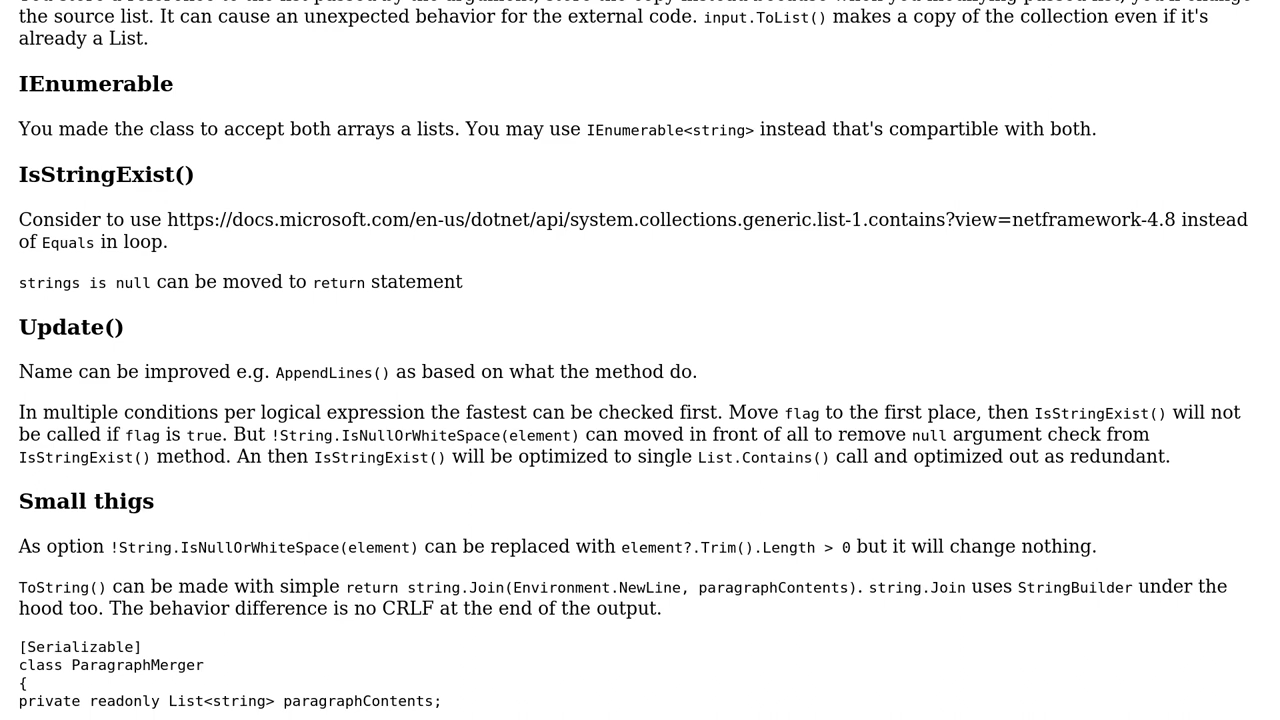 the source list. It can cause an unexpected behavior for the external code. input.ToList() makes a copy of the collection even if it's
already a List.
IEnumerable
You made the class to accept both arrays a lists. You may use IEnumerable<string> instead that's compartible with both.
IsStringExist()
Consider to use https://docs.microsoft.com/en-us/dotnet/api/system.collections.generic.list-1.contains?view=netframework-4.8 instead
of Equals in loop.
strings is null can be moved to return statement
Update()
Name can be improved e.g. AppendLines() as based on what the method do.
In multiple conditions per logical expression the fastest can be checked first. Move flag to the first place, then IsStringExist() will not
be called if flag is true. But !String.IsNullOrWhiteSpace(element) can moved in front of all to remove null argument check from
IsStringExist() method. An then IsStringExist() will be optimized to single List.Contains() call and optimized out as redundant.
Small thigs
As option !String.IsNullOrWhiteSpace(element) can be replaced with element?.Trim().Length > 0 but it will change nothing.
ToString() can be made with simple return string.Join(Environment.NewLine, paragraphContents). string.Join uses StringBuilder under the
hood too. The behavior difference is no CRLF at the end of the output.
[Serializable]
class ParagraphMerger
{
private readonly List<string> paragraphContents;